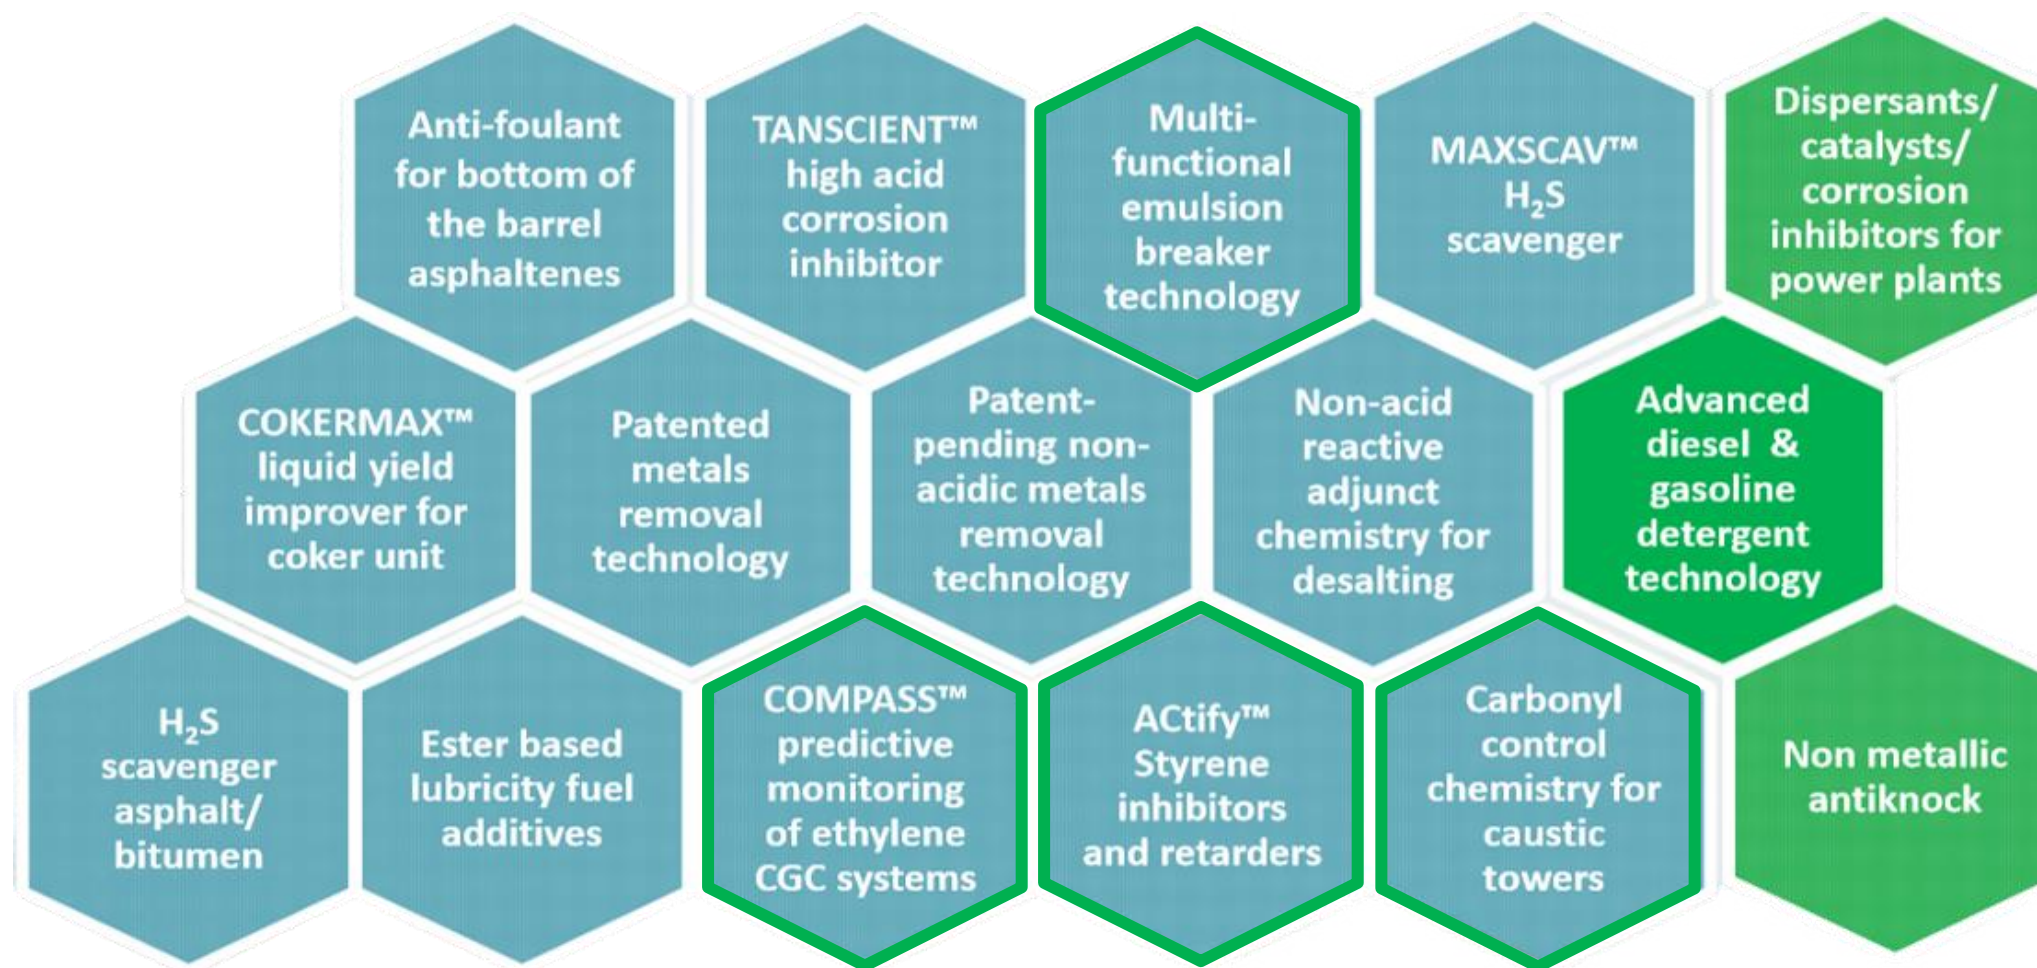 Anti-foulant
for bottom of
the barrel
asphaltenes
TANSCIENT™
high acid
corrosion
inhibitor
Multi-
functional
emulsion
breaker
technology
MAXSCAV™
H₂S
scavenger
Dispersants/
catalysts/
corrosion
inhibitors for
power plants
COKERMAX™
liquid yield
improver for
coker unit
Patented
metals
removal
technology
Patent-
pending non-
acidic metals
removal
technology
Non-acid
reactive
adjunct
chemistry for
desalting
Advanced
diesel &
gasoline
detergent
technology
H₂S
scavenger
asphalt/
bitumen
Ester based
lubricity fuel
additives
COMPASS™
predictive
monitoring
of ethylene
CGC systems
ACtify™
Styrene
inhibitors
and retarders
Carbonyl
control
chemistry for
caustic
towers
Non metallic
antiknock